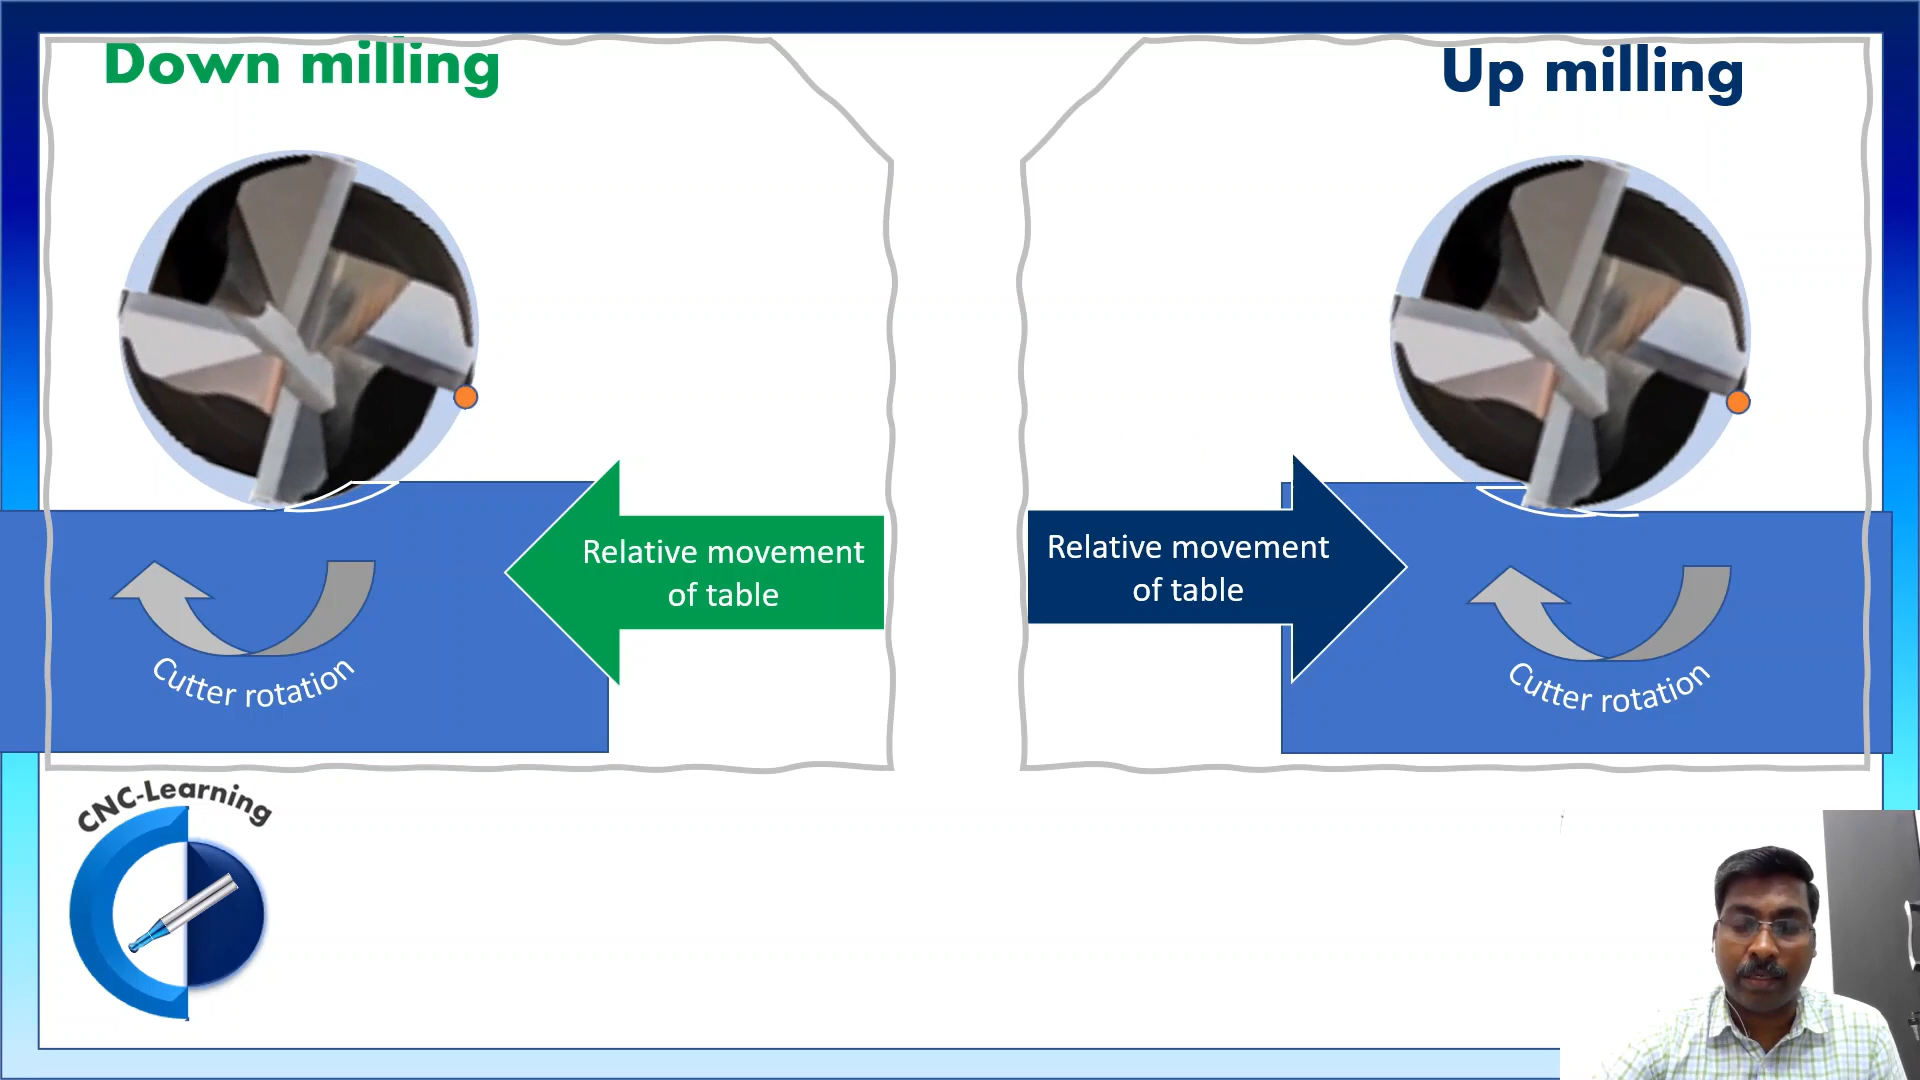 Down milling
Up milling
Relative movement
of table
Relative movement
of table
Cutter rotation
Cutter rotation
CNC-Learning